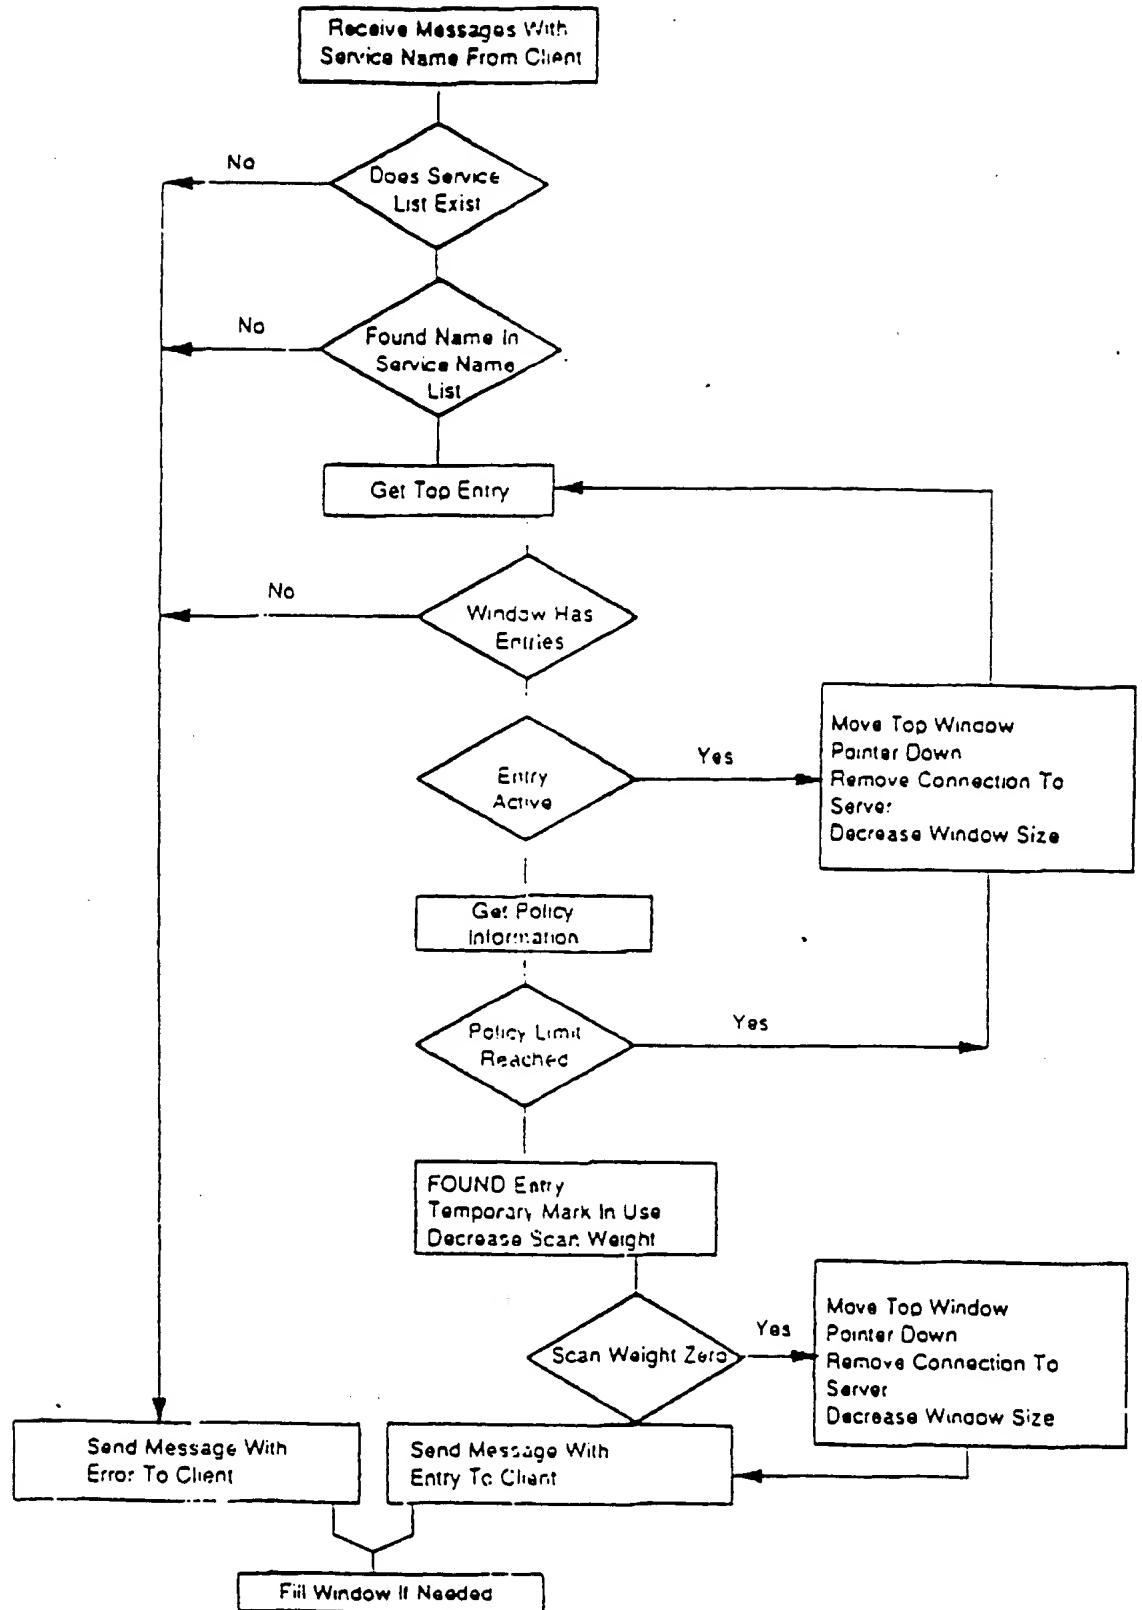 Receive Messages With
Service Name From Client
No
Does Service
List Exist
No
Found Name In
Service Name
List
Get Top Entry
No
Window Has
Entries
Move Top Window
Pointer Down
Remove Connection To
Server
Decrease Window Size
Yes
Entry
Active
Get Policy
Information
Yes
Policy Limit
Reached
FOUND Entry
Temporary Mark In Use
Decrease Scan Weight
Yes
Scan Weight Zero
Move Top Window
Pointer Down
Remove Connection To
Server
Decrease Window Size
Send Message With
Error To Client
Send Message With
Entry To Client
Fill Window If Needed